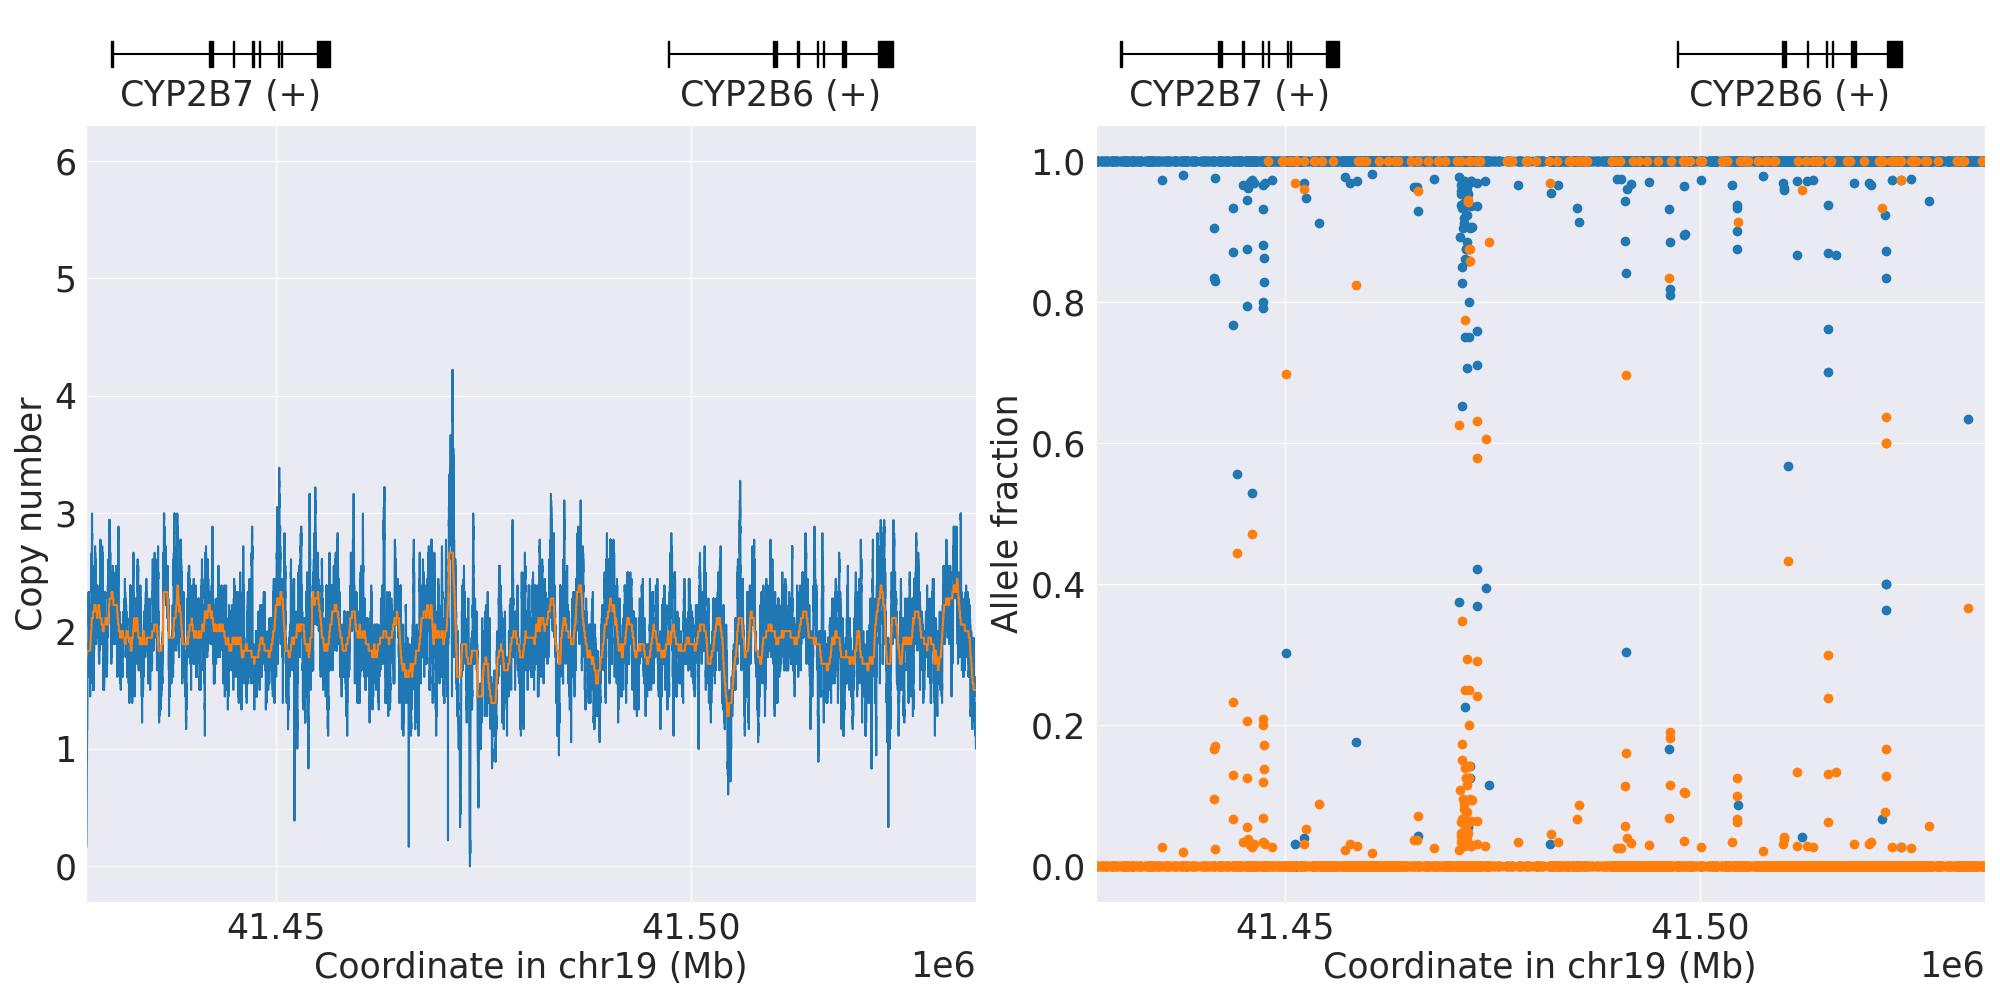 CYP2B7 (+)
CYP2B6 (+)
6
5
4
3
2
1
0
Copy number
41.45
41.50
Coordinate in chr19 (Mb)
1e6
CYP2B7 (+)
CYP2B6 (+)
1.0
0.8
0.6
0.4
0.2
0.0
Allele fraction
41.45
41.50
Coordinate in chr19 (Mb)
1e6